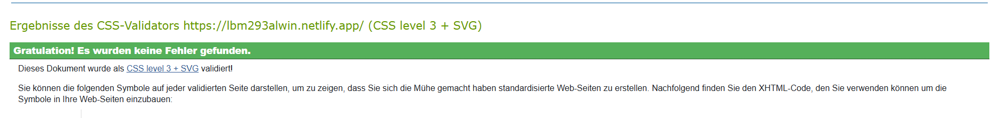 Ergebnisse des CSS-Validators https://lbm293alwin.netlify.app/ (CSS level 3 + SVG)
Gratulation! Es wurden keine Fehler gefunden.
Dieses Dokument wurde als CSS level 3 + SVG validiert!
Sie können die folgenden Symbole auf jeder validierten Seite darstellen, um zu zeigen, dass Sie sich die Mühe gemacht haben standardisierte Web-Seiten zu erstellen. Nachfolgend finden Sie den XHTML-Code, den Sie verwenden können um die
Symbole in Ihre Web-Seiten einzubauen: